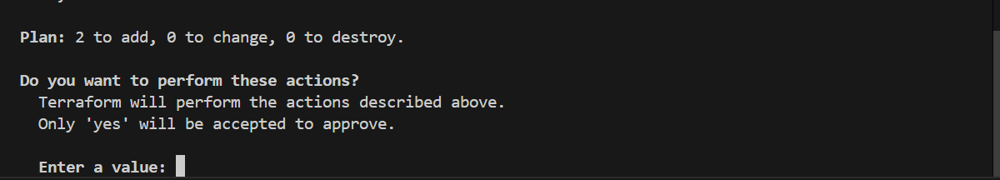 Plan: 2 to add, 0 to change, 0 to destroy.
Do you want to perform these actions?
Terraform will perform the actions described above.
Only 'yes' will be accepted to approve.
Enter a value: